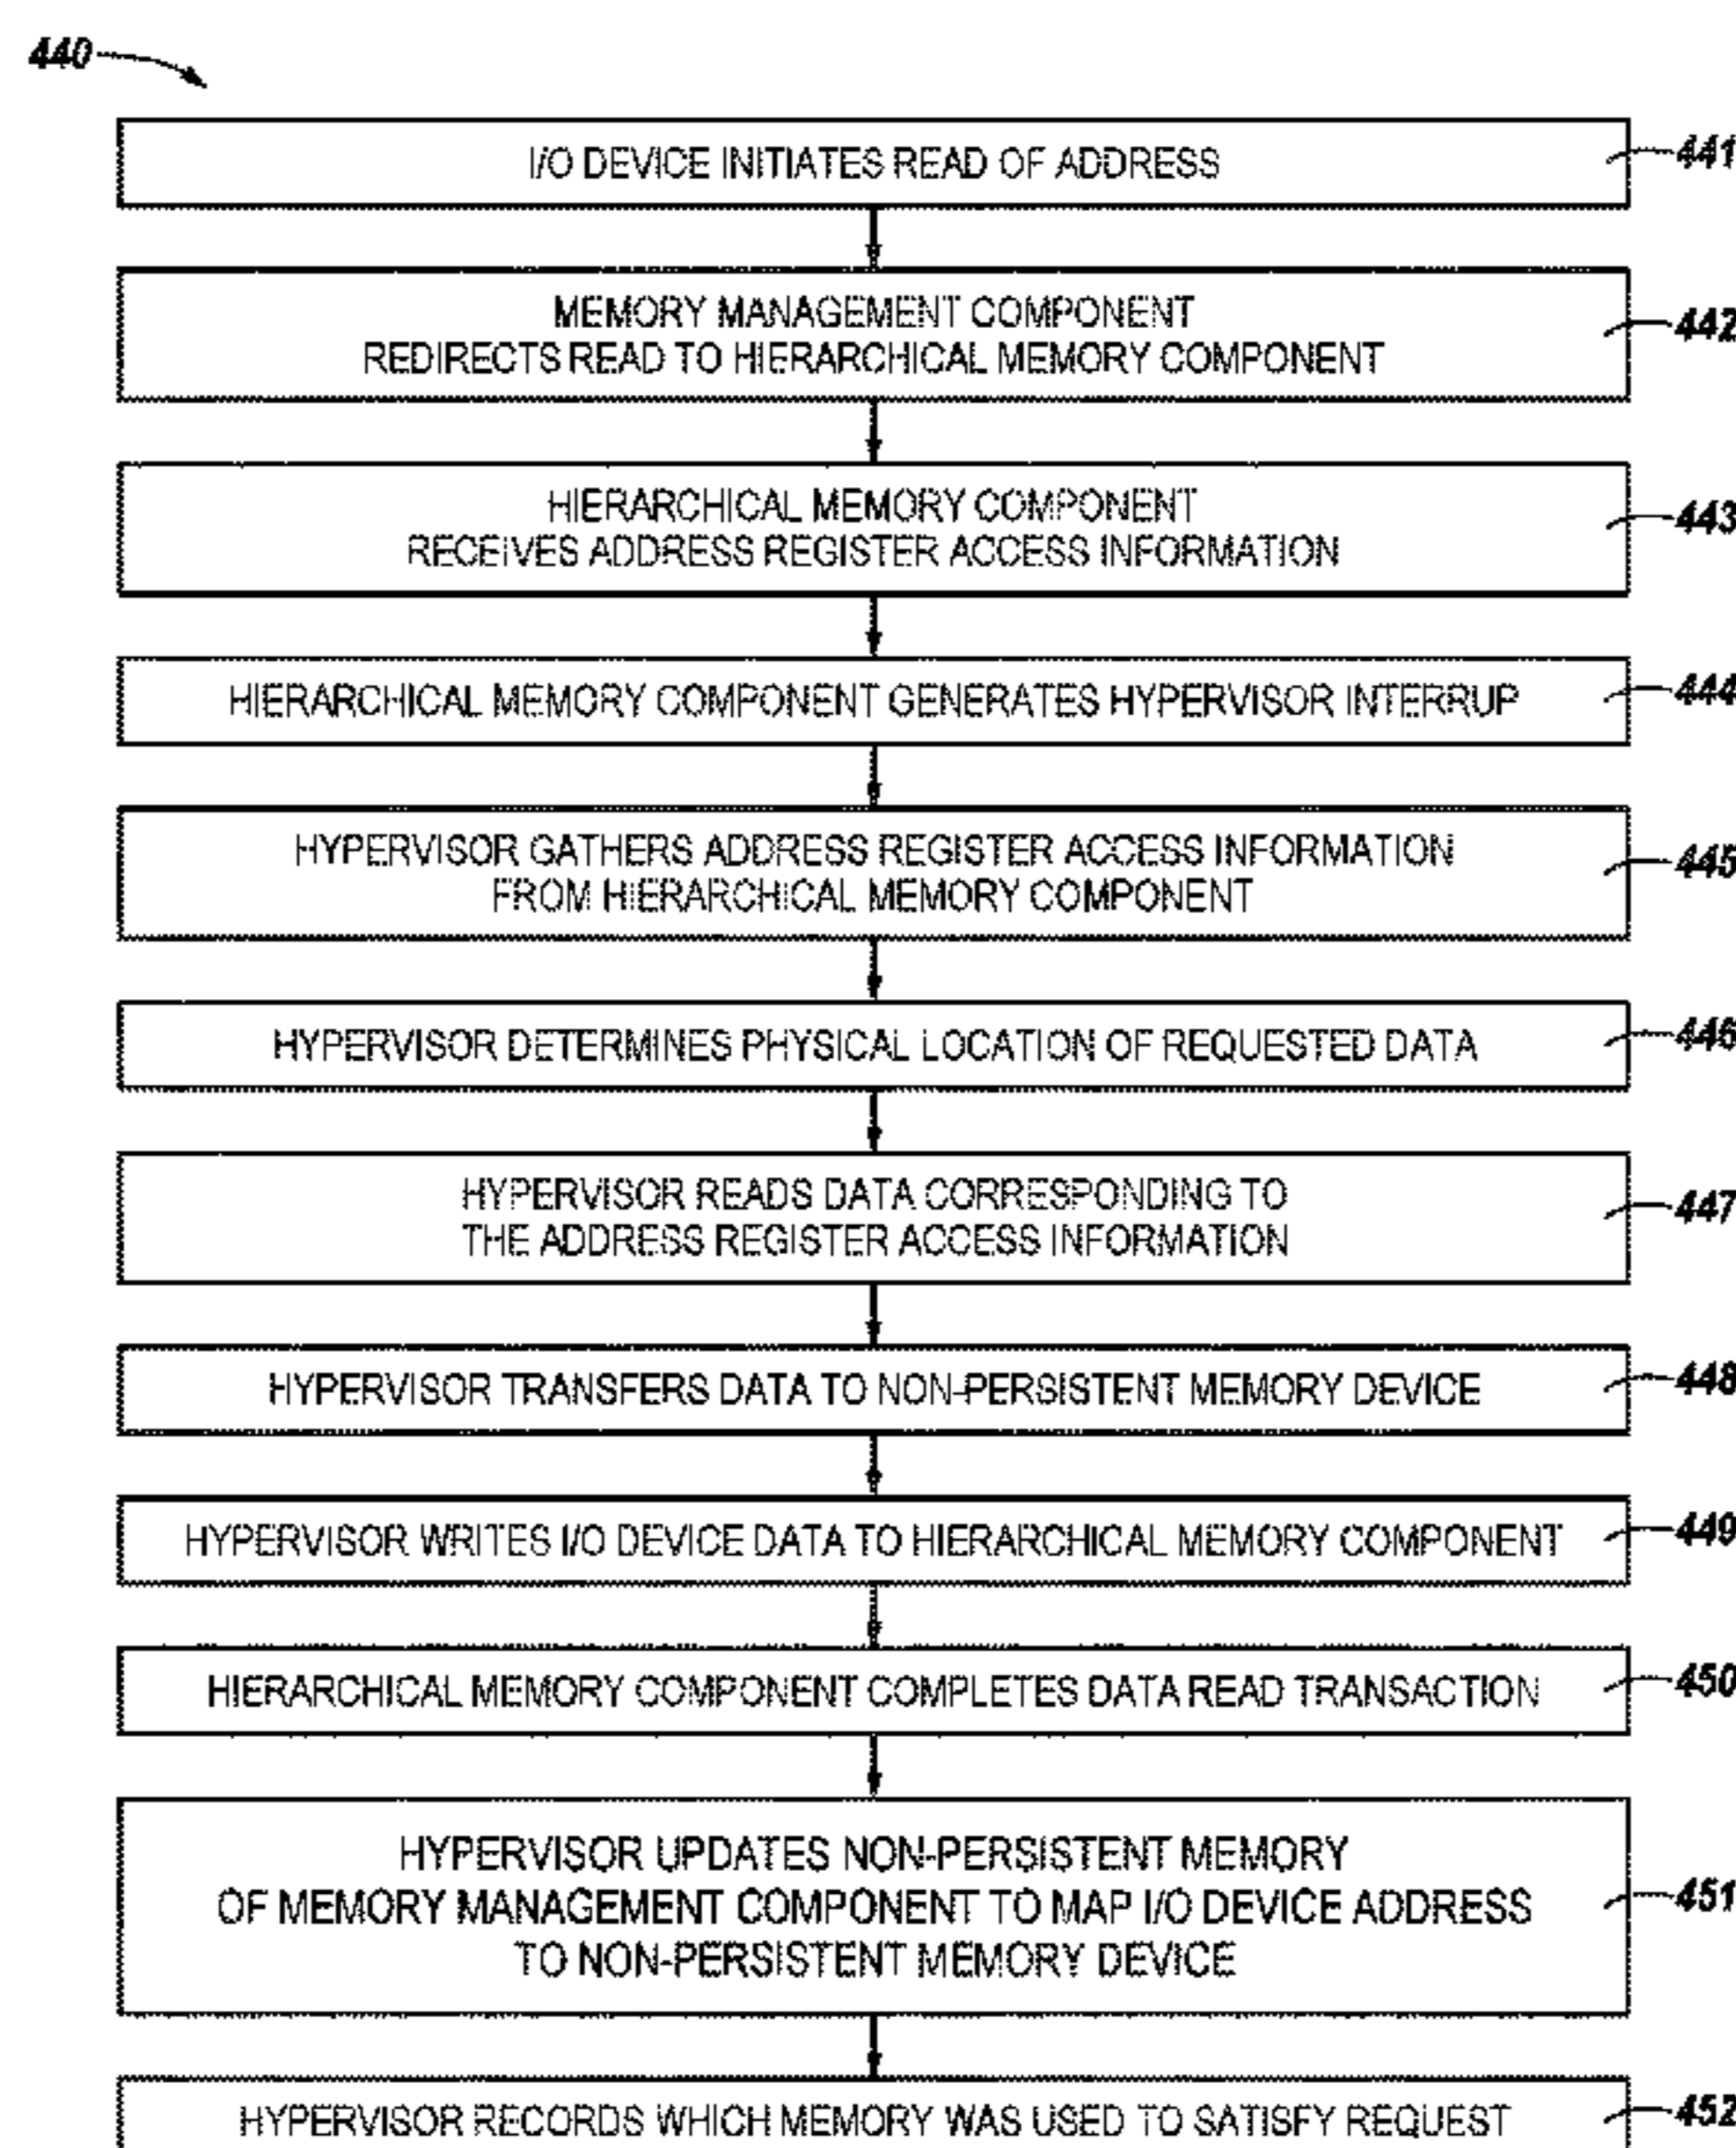 440
I/O DEVICE INITIATES READ OF ADDRESS
441
MEMORY MANAGEMENT COMPONENT
REDIRECTS READ TO HIERARCHICAL MEMORY COMPONENT
442
HIERARCHICAL MEMORY COMPONENT
RECEIVES ADDRESS REGISTER ACCESS INFORMATION
443
HIERARCHICAL MEMORY COMPONENT GENERATES HYPERVISOR INTERRUP
444
HYPERVISOR GATHERS ADDRESS REGISTER ACCESS INFORMATION
FROM HIERARCHICAL MEMORY COMPONENT
445
HYPERVISOR DETERMINES PHYSICAL LOCATION OF REQUESTED DATA
446
HYPERVISOR READS DATA CORRESPONDING TO
THE ADDRESS REGISTER ACCESS INFORMATION
447
HYPERVISOR TRANSFERS DATA TO NON-PERSISTENT MEMORY DEVICE
448
HYPERVISOR WRITES I/O DEVICE DATA TO HIERARCHICAL MEMORY COMPONENT
449
HIERARCHICAL MEMORY COMPONENT COMPLETES DATA READ TRANSACTION
450
HYPERVISOR UPDATES NON-PERSISTENT MEMORY
OF MEMORY MANAGEMENT COMPONENT TO MAP I/O DEVICE ADDRESS
TO NON-PERSISTENT MEMORY DEVICE
451
HYPERVISOR RECORDS WHICH MEMORY WAS USED TO SATISFY REQUEST
452